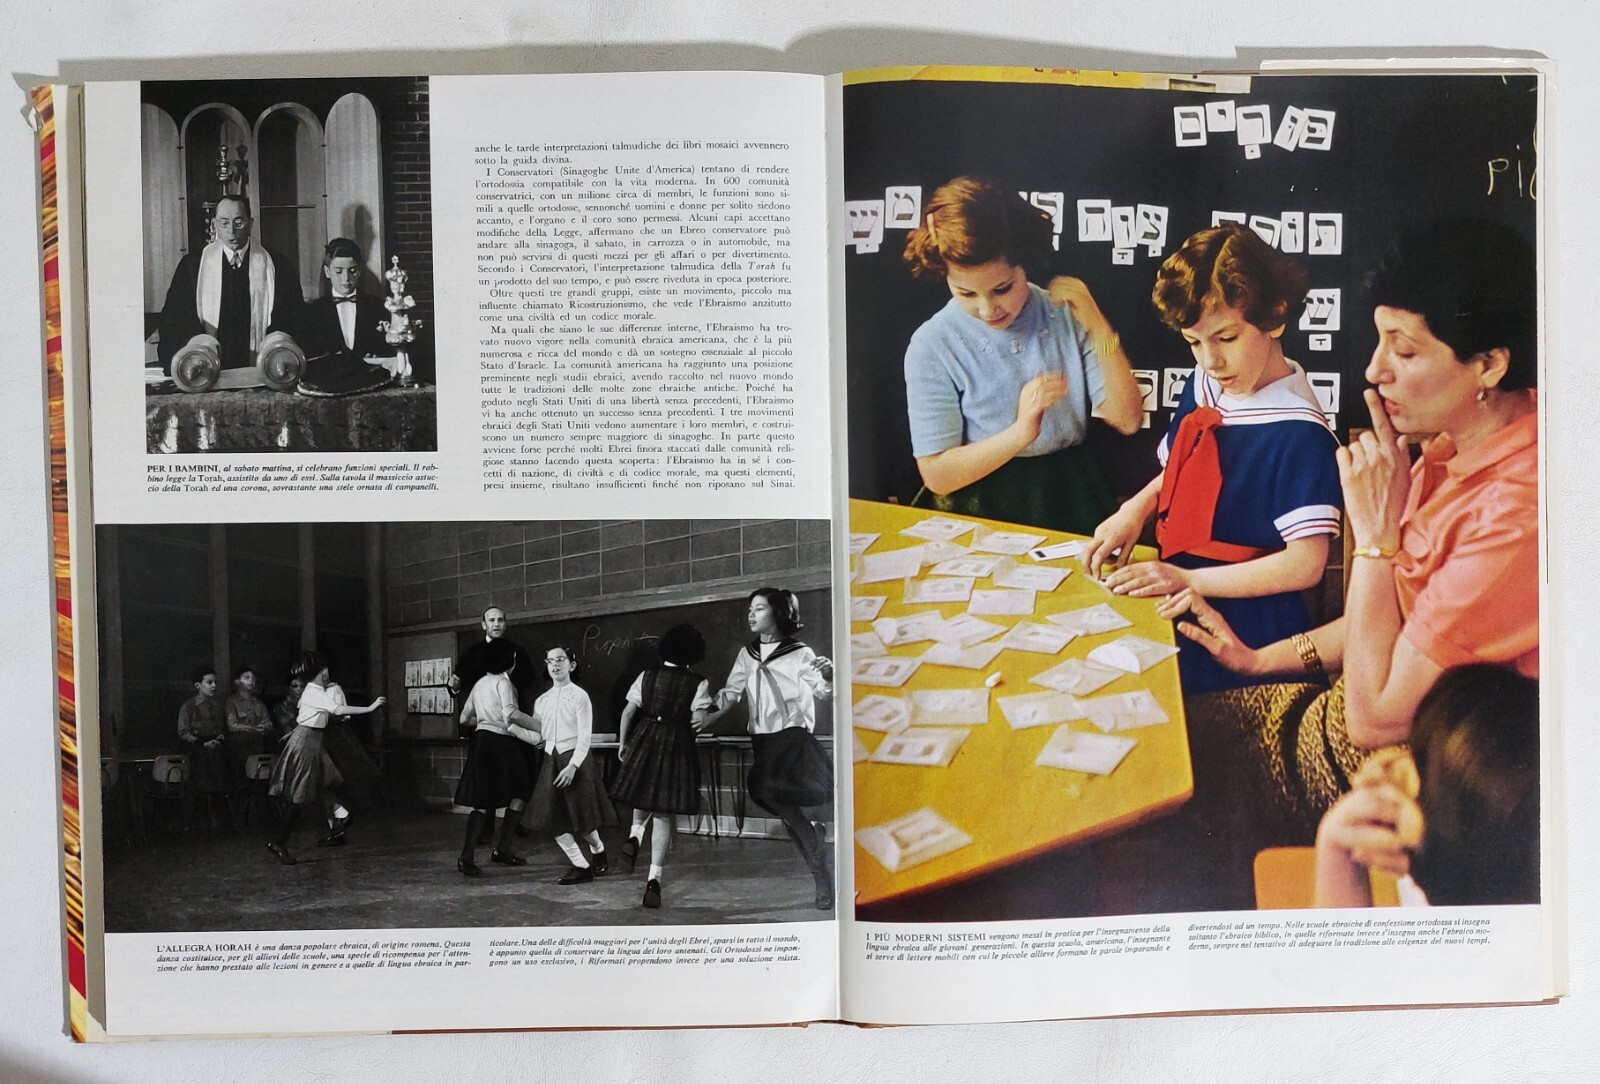 anche le tarde interpretazioni talmudiche dei libri mosaici avvennero
sotto la guida divina.
I Conservatori (Sinagoghe Unite d'America) tentano di rendere
l'ortodossia compatibile con la vita moderna. In 600 comunità
conservatrici, con un milione circa di membri, le funzioni sono si-
mili a quelle ortodosse, sennonché uomini e donne per solito siedono
accanto, e l'organo e il coro sono permessi. Alcuni capi accettano
modifiche della Legge, affermano che un Ebreo conservatore può
andare alla sinagoga, il sabato, in carrozza o in automobile, ma
non può servirsi di questi mezzi per gli affari o per divertimento.
Secondo i Conservatori, l'interpretazione talmudica della Torah fu
un prodotto del suo tempo, e può essere riveduta in epoca posteriore.
Oltre questi tre grandi gruppi, esiste un movimento, piccolo ma
influente chiamato Ricostruzionismo, che vede l'Ebraismo anzitutto
come una civiltà ed un codice morale.
Ma quali che siano le sue differenze interne, l'Ebraismo ha tro-
vato nuovo vigore nella comunità ebraica americana, che è la più
numerosa e ricca del mondo e dà un sostegno essenziale al piccolo
Stato d'Israele. La comunità americana ha raggiunto una posizione
preminente negli studii ebraici, avendo raccolto nel nuovo mondo
tutte le tradizioni delle molte zone ebraiche antiche. Poiché ha
goduto negli Stati Uniti di una libertà senza precedenti, l'Ebraismo
vi ha anche ottenuto un successo senza precedenti. I tre movimenti
ebraici degli Stati Uniti vedono aumentare i loro membri, e costrui-
scono un numero sempre maggiore di sinagoghe. In parte questo
avviene forse perché molti Ebrei finora staccati dalle comunità reli-
giose stanno facendo questa scoperta: l'Ebraismo ha in sé i con-
cetti di nazione, di civiltà e di codice morale, ma questi elementi,
presi insieme, risultano insufficienti finché non riposano sul Sinai.
PER I BAMBINI, al sabato mattina, si celebrano funzioni speciali. Il rab-
bino legge la Torah, assistito da uno di essi. Sulla tavola il massiccio astuc-
cio della Torah ed una corona, sovrastante una stele ornata di campanelli.
L'ALLEGRA HORAH è una danza popolare ebraica, di origine romena. Questa
danza costituisce, per gli allievi delle scuole, una specie di ricompensa per l'atten-
zione che hanno prestato alle lezioni in genere e a quelle di lingua ebraica in par-
ticolare. Una delle difficoltà maggiori per l'unità degli Ebrei, sparsi in tutto il mondo,
è appunto quella di conservare la lingua dei loro antenati. Gli Ortodossi ne impon-
gono un uso esclusivo, i Riformati propendono invece per una soluzione mista.
פּוּרִים
מִצְוָה
תּוֹרָה
I PIÙ MODERNI SISTEMI vengono messi in pratica per l'insegnamento della
lingua ebraica alle giovani generazioni. In questa scuola, americana, l'insegnante
si serve di lettere mobili con cui le piccole allieve formano le parole imparando e
divertendosi ad un tempo. Nelle scuole ebraiche di confessione ortodossa si insegna
soltanto l'ebraico biblico, in quelle riformate invece s'insegna anche l'ebraico mo-
derno, sempre nel tentativo di adeguare la tradizione alle esigenze dei nuovi tempi.